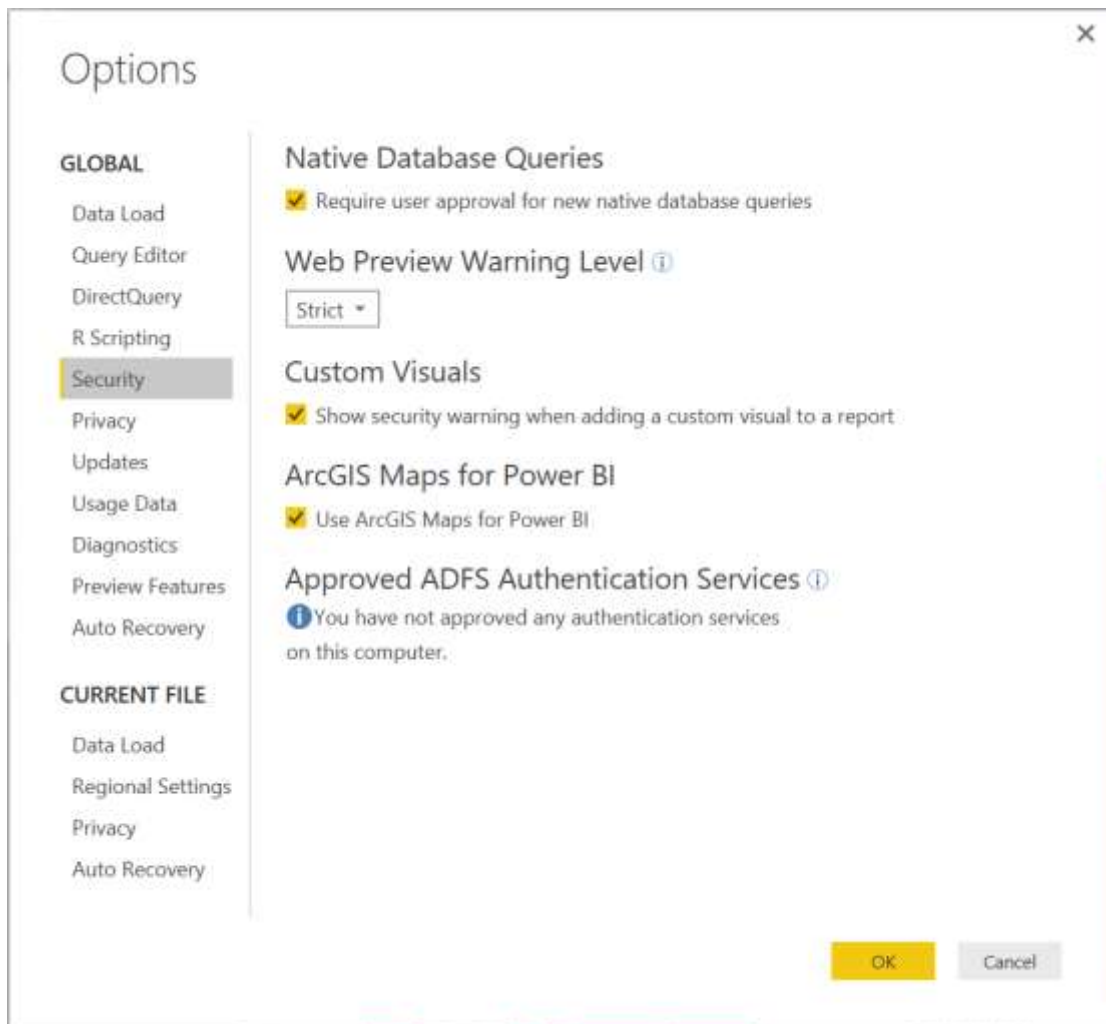 Options
GLOBAL
Data Load
Query Editor
DirectQuery
R Scripting
Security
Privacy
Updates
Usage Data
Diagnostics
Preview Features
Auto Recovery
CURRENT FILE
Data Load
Regional Settings
Privacy
Auto Recovery
Native Database Queries
Require user approval for new native database queries
Web Preview Warning Level
Strict
Custom Visuals
Show security warning when adding a custom visual to a report
ArcGIS Maps for Power BI
Use ArcGIS Maps for Power BI
Approved ADFS Authentication Services
You have not approved any authentication services
on this computer.
OK
Cancel